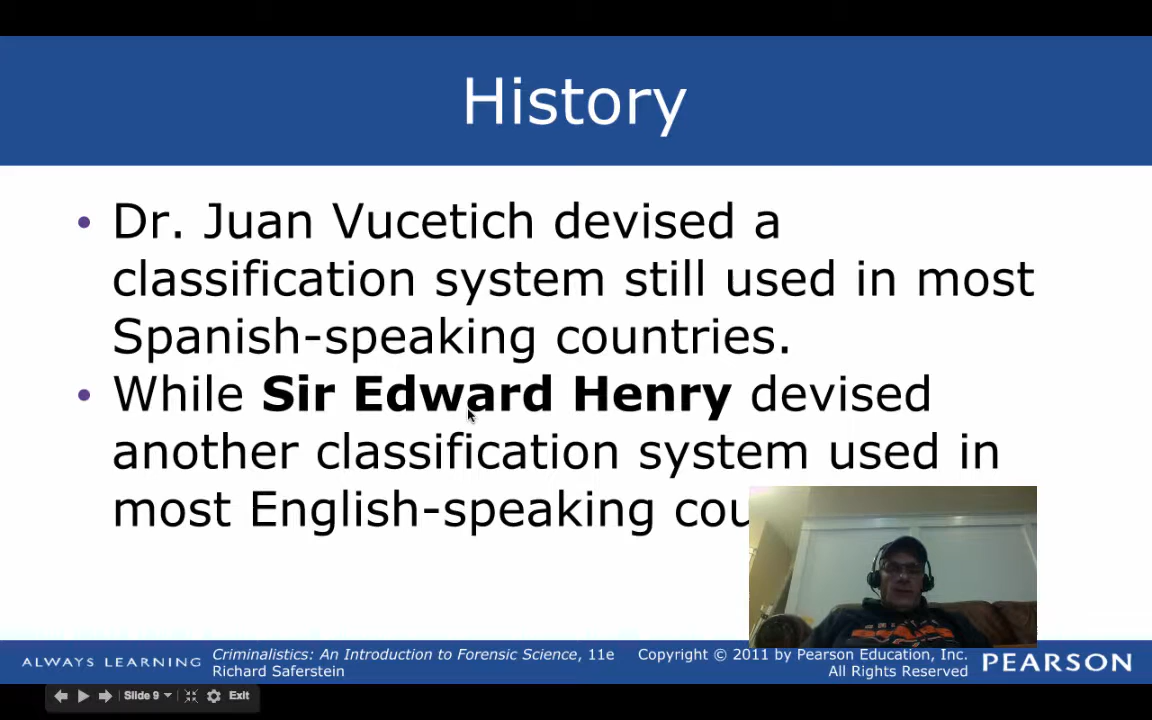 History
• Dr. Juan Vucetich devised a
classification system still used in most
Spanish-speaking countries.
• While Sir Edward Henry devised
another classification system used in
most English-speaking cou
ALWAYS LEARNING
Criminalistics: An Introduction to Forensic Science, 11e
Richard Saferstein
Copyright © 2011 by Pearson Education, Inc.
All Rights Reserved
PEARSON
Slide 9
Exit